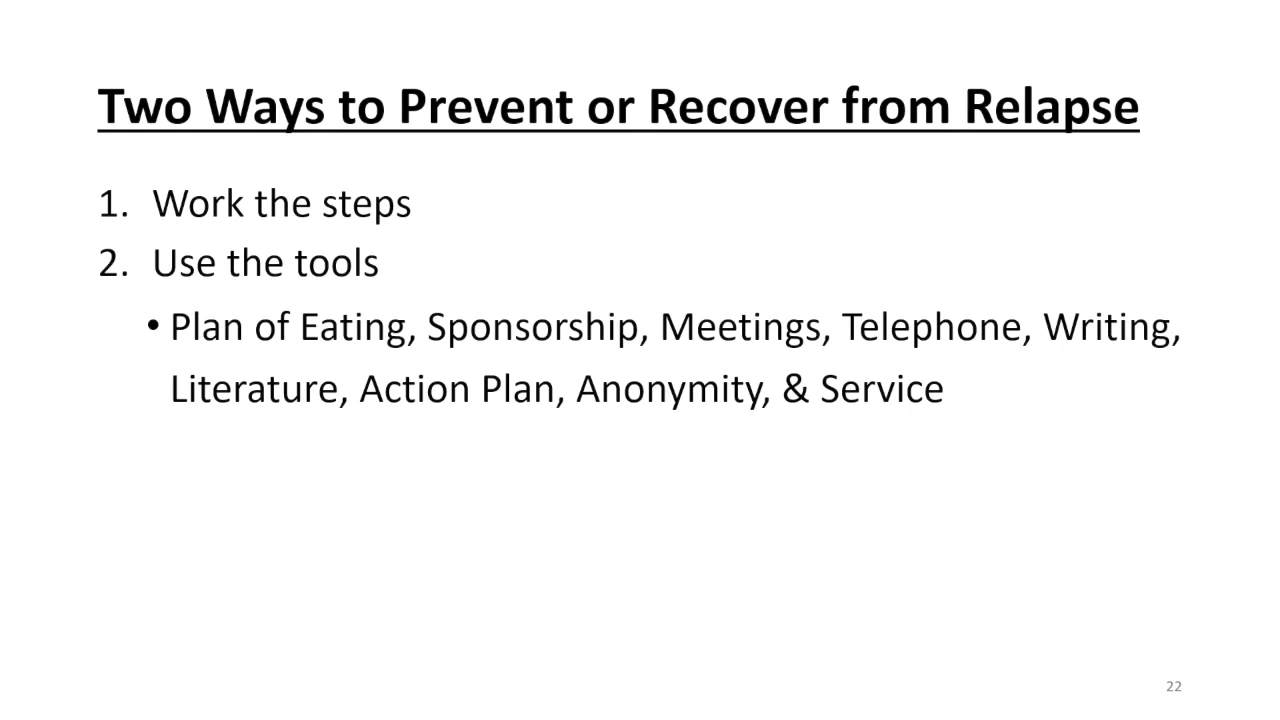 Two Ways to Prevent or Recover from Relapse
1. Work the steps
2. Use the tools
• Plan of Eating, Sponsorship, Meetings, Telephone, Writing,
Literature, Action Plan, Anonymity, & Service
22